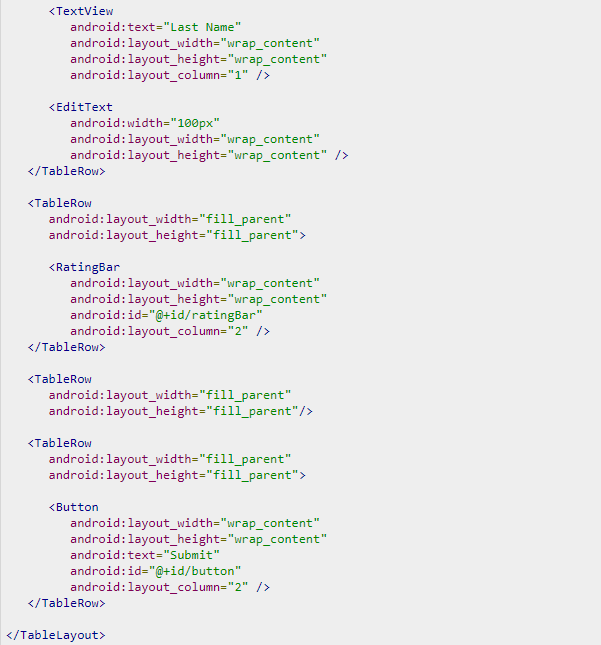 <TextView
android:text="Last Name"
android:layout_width="wrap_content"
android:layout_height="wrap_content"
android:layout_column="1" />
<EditText
android:width="100px"
android:layout_width="wrap_content"
android:layout_height="wrap_content" />
</TableRow>
<TableRow
android:layout_width="fill_parent"
android:layout_height="fill_parent">
<RatingBar
android:layout_width="wrap_content"
android:layout_height="wrap_content"
android:id="@+id/ratingBar"
android:layout_column="2" />
</TableRow>
<TableRow
android:layout_width="fill_parent"
android:layout_height="fill_parent"/>
<TableRow
android:layout_width="fill_parent"
android:layout_height="fill_parent">
<Button
android:layout_width="wrap_content"
android:layout_height="wrap_content"
android:text="Submit"
android:id="@+id/button"
android:layout_column="2" />
</TableRow>
</TableLayout>